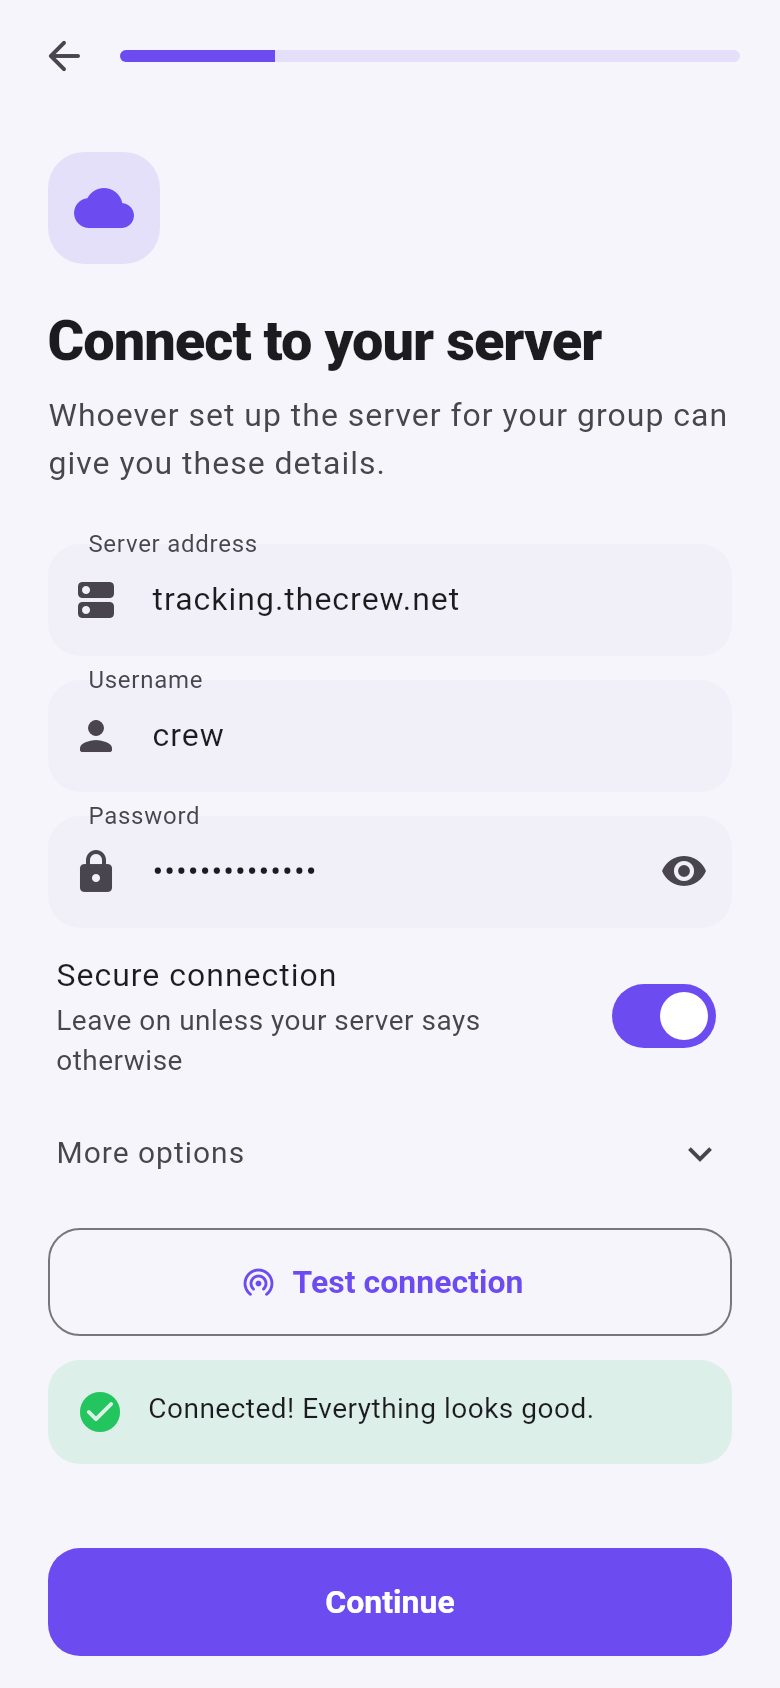 Connect to your server
Whoever set up the server for your group can
give you these details.
Server address
tracking.thecrew.net
Username
crew
Password
••••••••••••••
Secure connection
Leave on unless your server says
otherwise
More options
Test connection
Connected! Everything looks good.
Continue